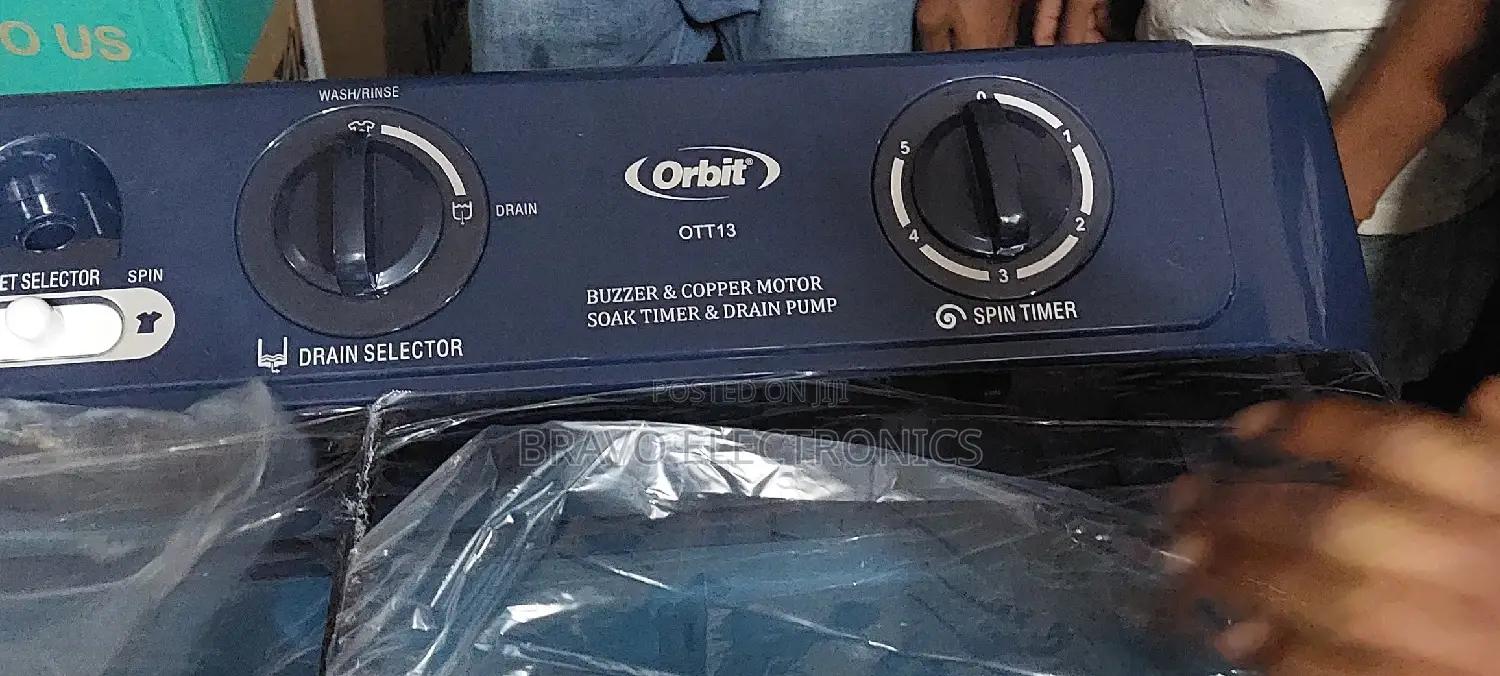 O US
WASH/RINSE
DRAIN
ET SELECTOR
SPIN
DRAIN SELECTOR
Orbit®
OTT13
BUZZER & COPPER MOTOR
SOAK TIMER & DRAIN PUMP
0
1
2
3
4
5
SPIN TIMER
POSTED ON JIJI
BRAVO ELECTRONICS